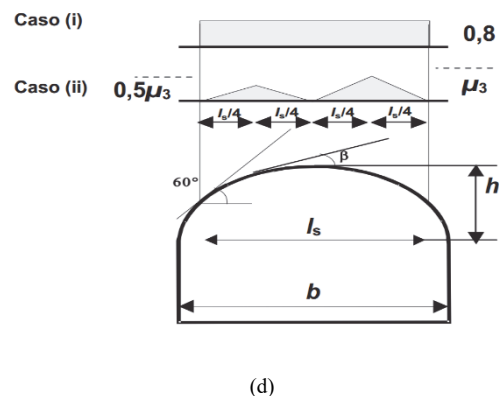 Caso (i)
0,8
Caso (ii)
0,5μ₃
μ₃
lₛ/4 lₛ/4 lₛ/4 lₛ/4
β
60°
h
lₛ
b
(d)